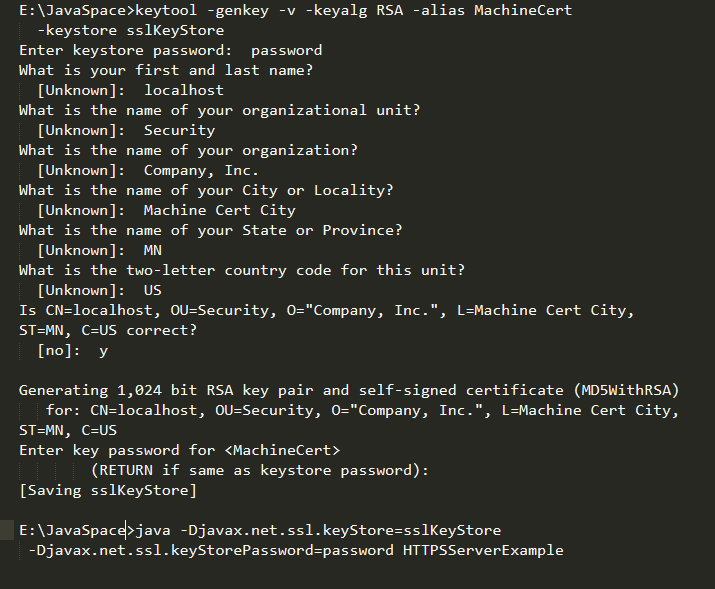 E:\JavaSpace>keytool -genkey -v -keyalg RSA -alias MachineCert
-keystore sslKeyStore
Enter keystore password:  password
What is your first and last name?
[Unknown]:  localhost
What is the name of your organizational unit?
[Unknown]:  Security
What is the name of your organization?
[Unknown]:  Company, Inc.
What is the name of your City or Locality?
[Unknown]:  Machine Cert City
What is the name of your State or Province?
[Unknown]:  MN
What is the two-letter country code for this unit?
[Unknown]:  US
Is CN=localhost, OU=Security, O="Company, Inc.", L=Machine Cert City,
ST=MN, C=US correct?
[no]:  y
Generating 1,024 bit RSA key pair and self-signed certificate (MD5WithRSA)
for: CN=localhost, OU=Security, O="Company, Inc.", L=Machine Cert City,
ST=MN, C=US
Enter key password for <MachineCert>
(RETURN if same as keystore password):
[Saving sslKeyStore]
E:\JavaSpace>java -Djavax.net.ssl.keyStore=sslKeyStore
-Djavax.net.ssl.keyStorePassword=password HTTPSServerExample